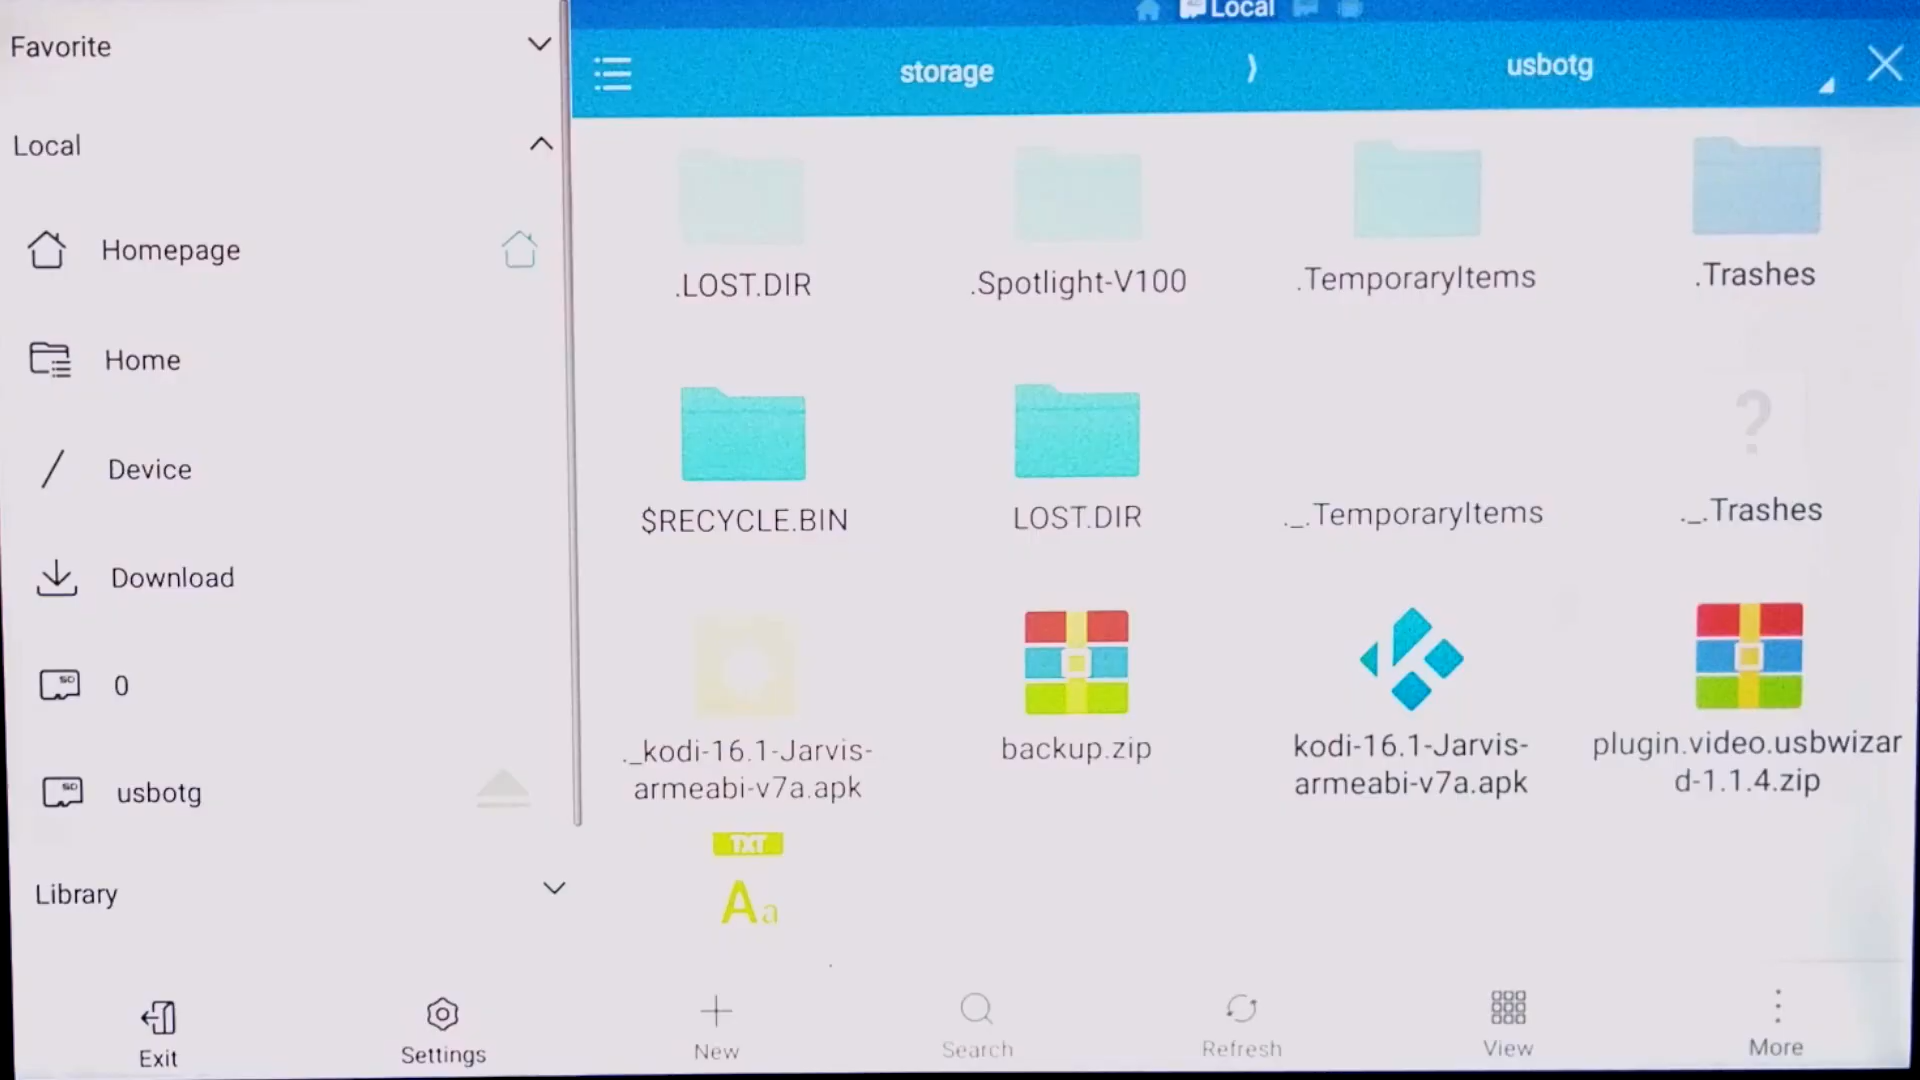 Local
Favorite
storage
usbotg
Local
Homepage
Home
Device
Download
SD
0
SD
usbotg
Library
.LOST.DIR
.Spotlight-V100
.TemporaryItems
.Trashes
$RECYCLE.BIN
LOST.DIR
._.TemporaryItems
?
._.Trashes
._kodi-16.1-Jarvis-
armeabi-v7a.apk
backup.zip
kodi-16.1-Jarvis-
armeabi-v7a.apk
plugin.video.usbwizar
d-1.1.4.zip
TXT
Aa
Exit
Settings
New
Search
Refresh
View
More